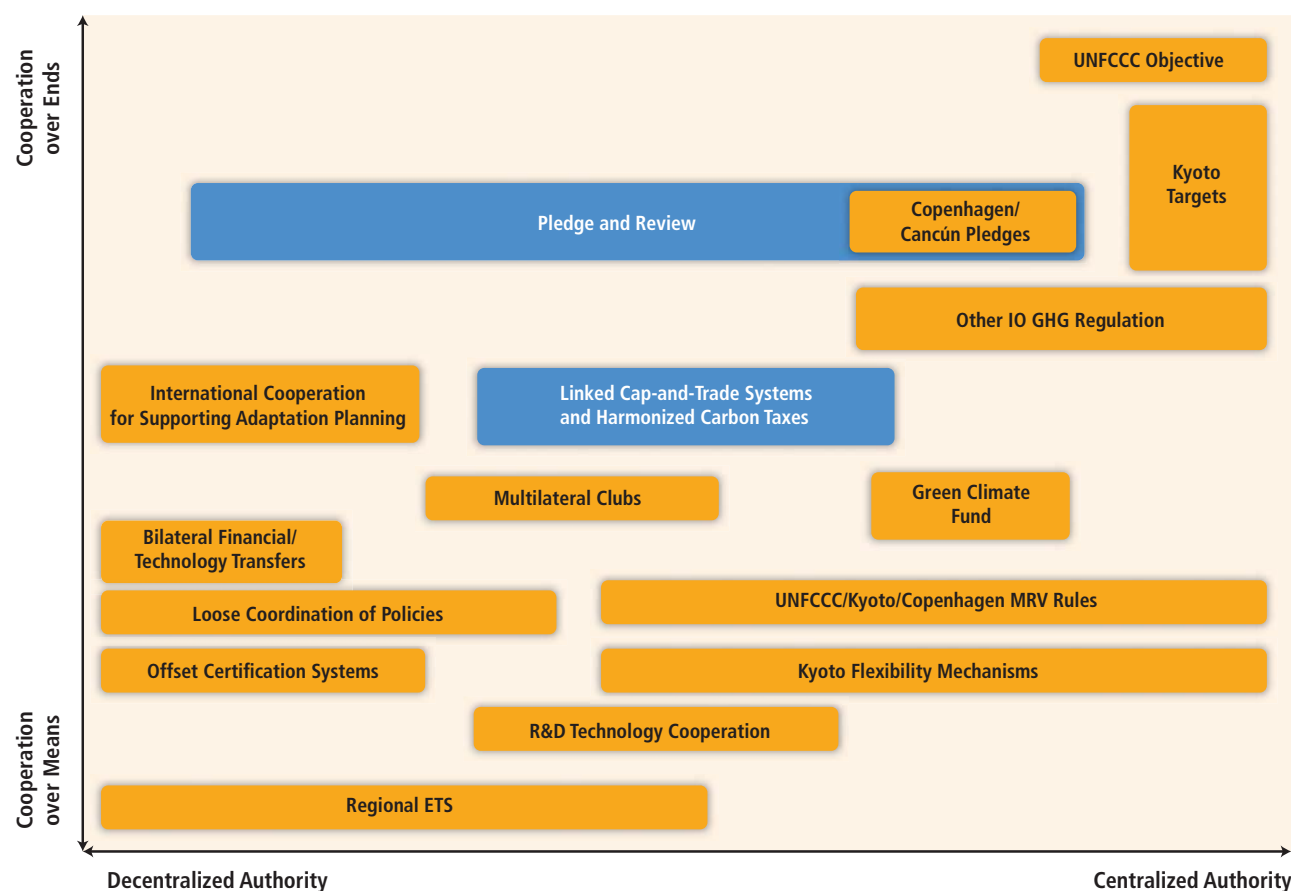 Cooperation
over Ends
UNFCCC Objective
Kyoto
Targets
Pledge and Review
Copenhagen/
Cancún Pledges
Other IO GHG Regulation
International Cooperation
for Supporting Adaptation Planning
Linked Cap-and-Trade Systems
and Harmonized Carbon Taxes
Multilateral Clubs
Green Climate
Fund
Bilateral Financial/
Technology Transfers
Loose Coordination of Policies
UNFCCC/Kyoto/Copenhagen MRV Rules
Offset Certification Systems
Kyoto Flexibility Mechanisms
Cooperation
over Means
R&D Technology Cooperation
Regional ETS
Decentralized Authority
Centralized Authority